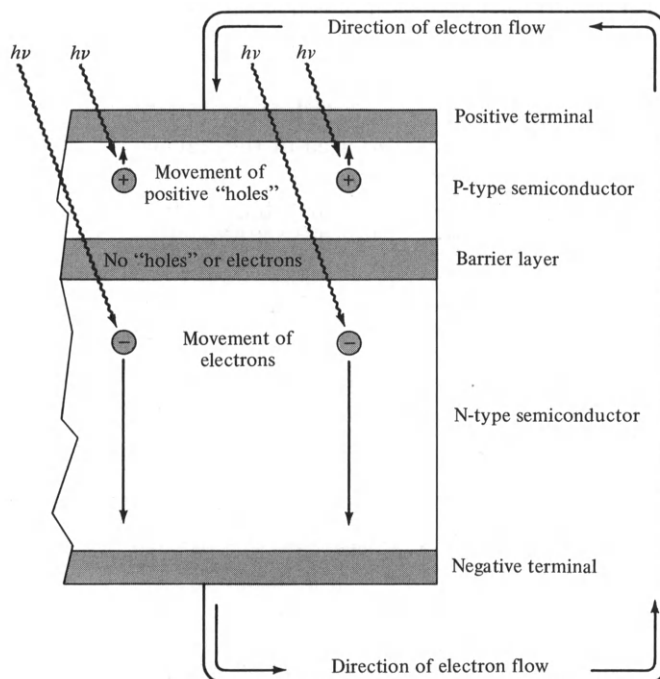 Direction of electron flow
hν hν hν hν
Positive terminal
+ +
Movement of
positive “holes”
P-type semiconductor
No “holes” or electrons
Barrier layer
− −
Movement of
electrons
N-type semiconductor
Negative terminal
Direction of electron flow